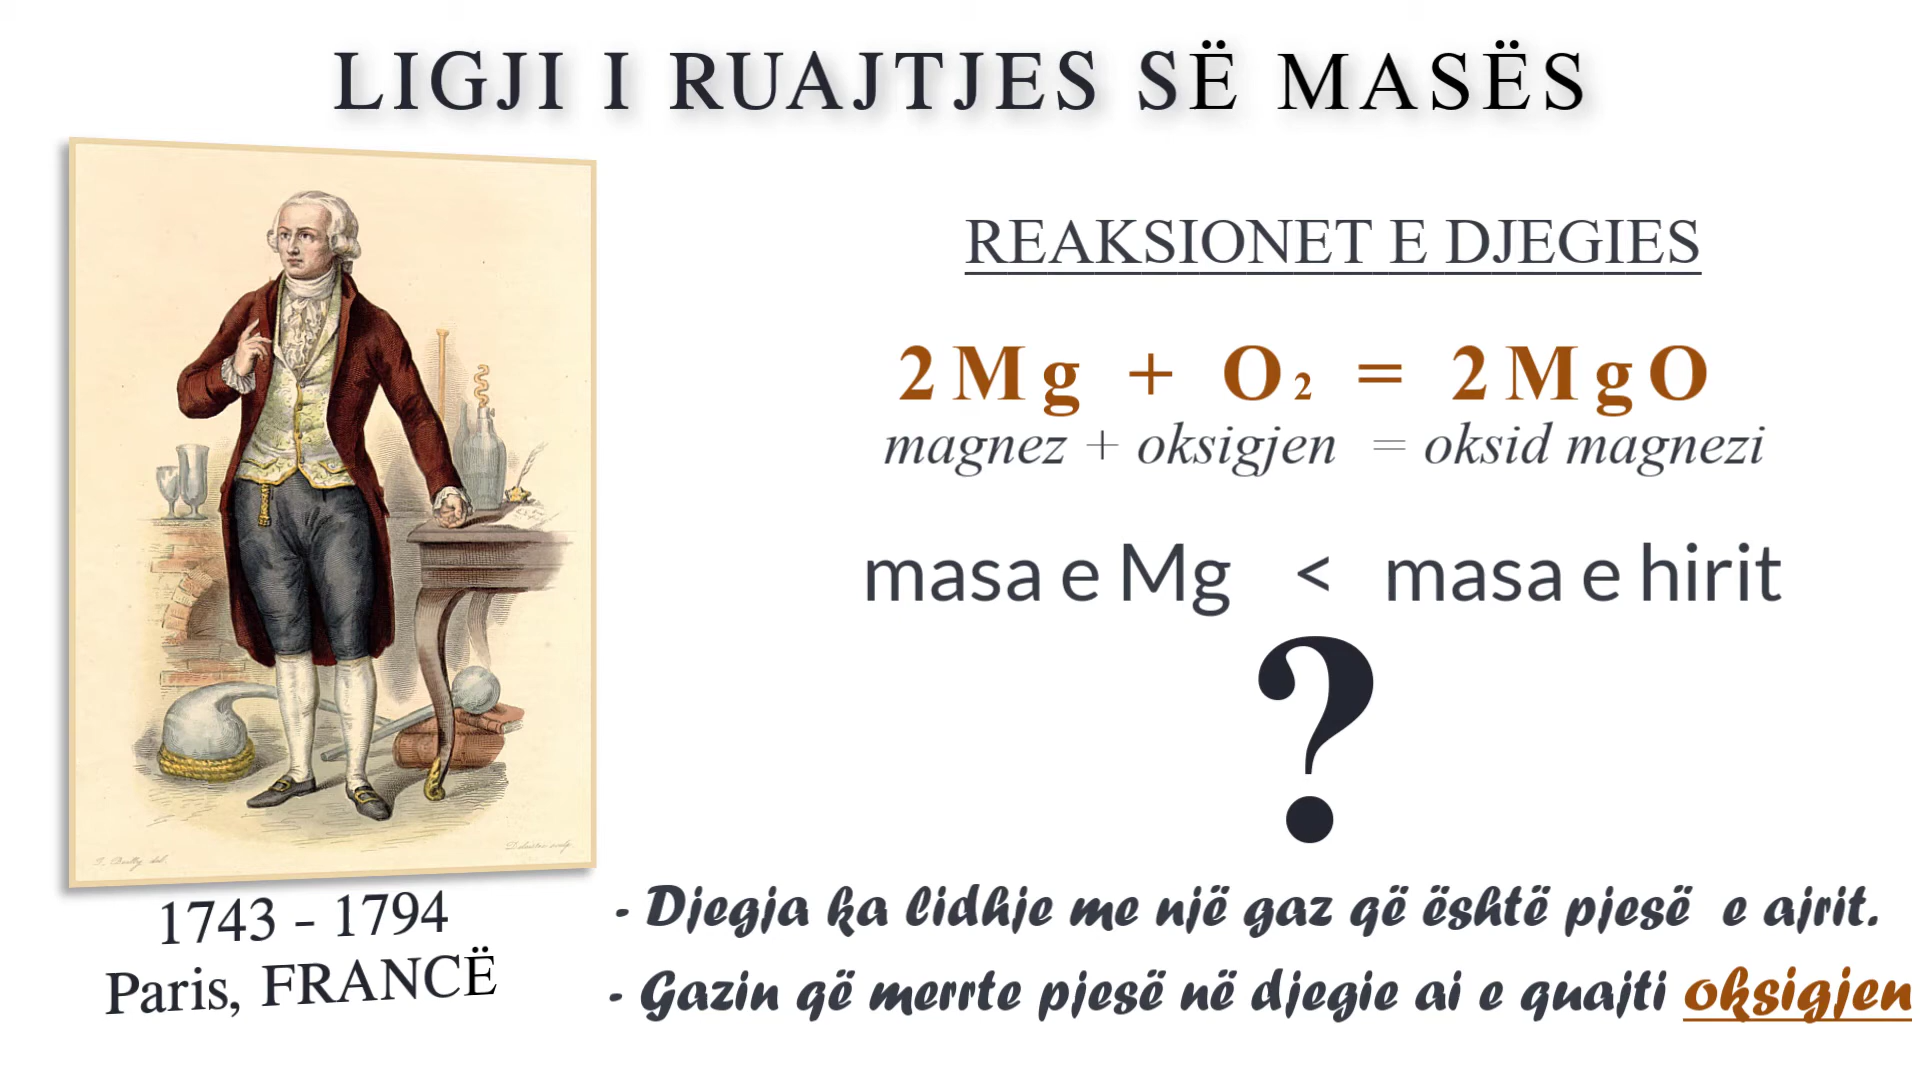 LIGJI I RUAJTJES SË MASËS
REAKSIONET E DJEGIES
2Mg + O₂ = 2MgO
magnez + oksigjen = oksid magnezi
masa e Mg < masa e hirit
?
1743 - 1794
Paris, FRANCË
- Djegja ka lidhje me një gaz që është pjesë e ajrit.
- Gazin që merrte pjesë në djegie ai e quajti oksigjen